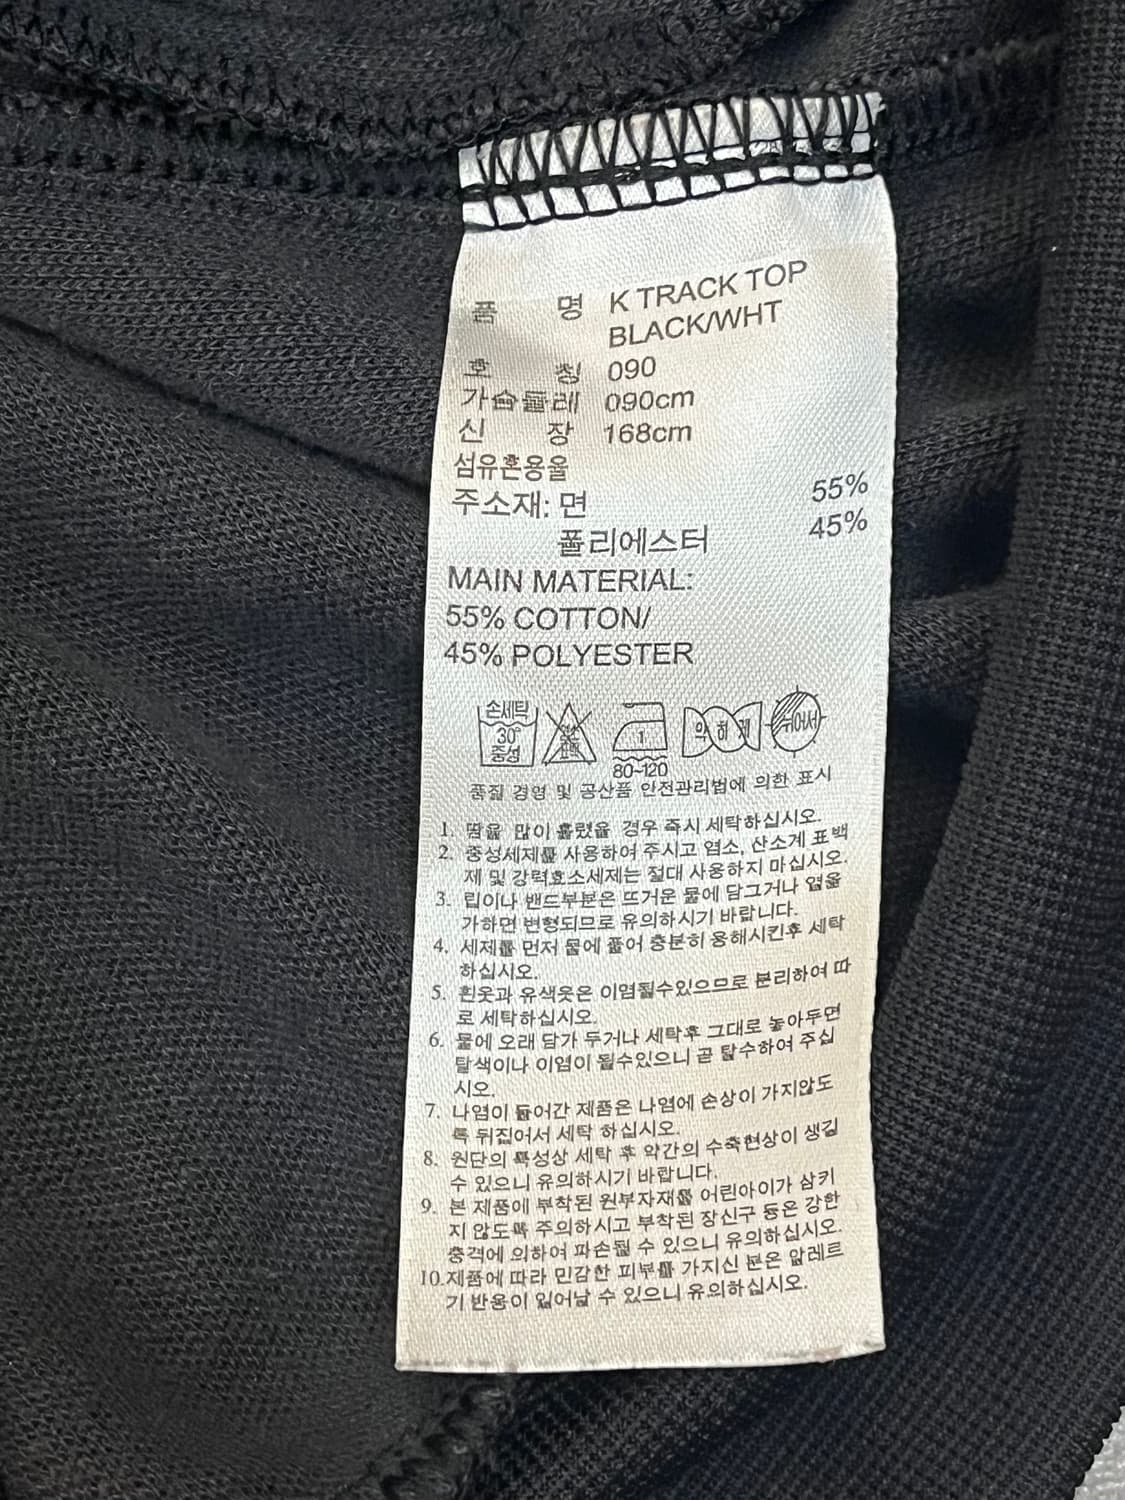 품 명 K TRACK TOP
BLACK/WHT
호 칭 090
가슴둘레 090cm
신 장 168cm
섬유혼용율
주소재: 면 55%
폴리에스터 45%
MAIN MATERIAL:
55% COTTON/
45% POLYESTER
손세탁
30°
중성
1
80~120
약하게
뉘어서
품질 경영 및 공산품 안전관리법에 의한 표시
1. 땀을 많이 흘렸을 경우 즉시 세탁하십시오.
2. 중성세제를 사용하여 주시고 염소, 산소계 표백
제 및 강력효소세제는 절대 사용하지 마십시오.
3. 립이나 밴드부분은 뜨거운 물에 담그거나 열을
가하면 변형되므로 유의하시기 바랍니다.
4. 세제를 먼저 물에 풀어 충분히 용해시킨후 세탁
하십시오.
5. 흰옷과 유색옷은 이염될수있으므로 분리하여 따
로 세탁하십시오.
6. 물에 오래 담가 두거나 세탁후 그대로 놓아두면
탈색이나 이염이 될수있으니 곧 탈수하여 주십
시오.
7. 나염이 들어간 제품은 나염에 손상이 가지않도
록 뒤집어서 세탁 하십시오.
8. 원단의 특성상 세탁 후 약간의 수축현상이 생길
수 있으니 유의하시기 바랍니다.
9. 본 제품에 부착된 원부자재를 어린아이가 삼키
지 않도록 주의하시고 부착된 장신구 등은 강한
충격에 의하여 파손될 수 있으니 유의하십시오.
10.제품에 따라 민감한 피부를 가지신 분은 알레르
기 반응이 일어날 수 있으니 유의하십시오.